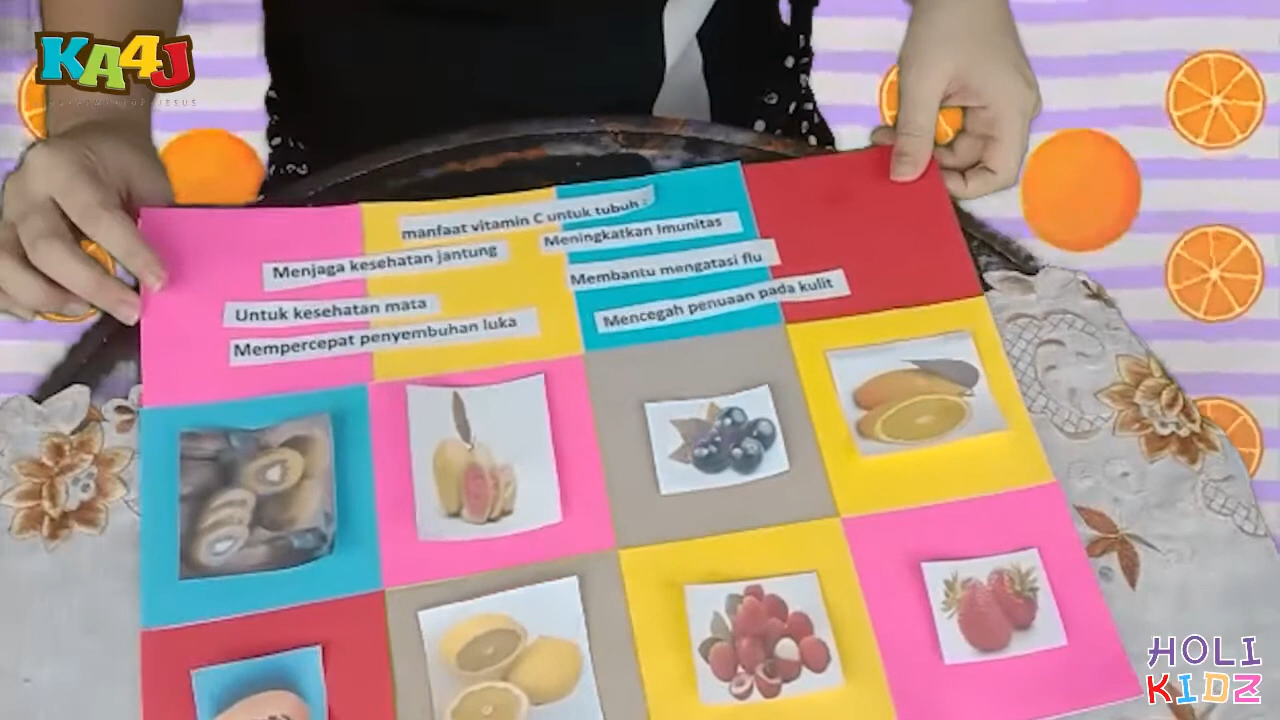 KA4J
manfaat vitamin C untuk tubuh :
Menjaga kesehatan jantung
Meningkatkan Imunitas
Untuk kesehatan mata
Membantu mengatasi flu
Mempercepat penyembuhan luka
Mencegah penuaan pada kulit
HOLI
KIDZ